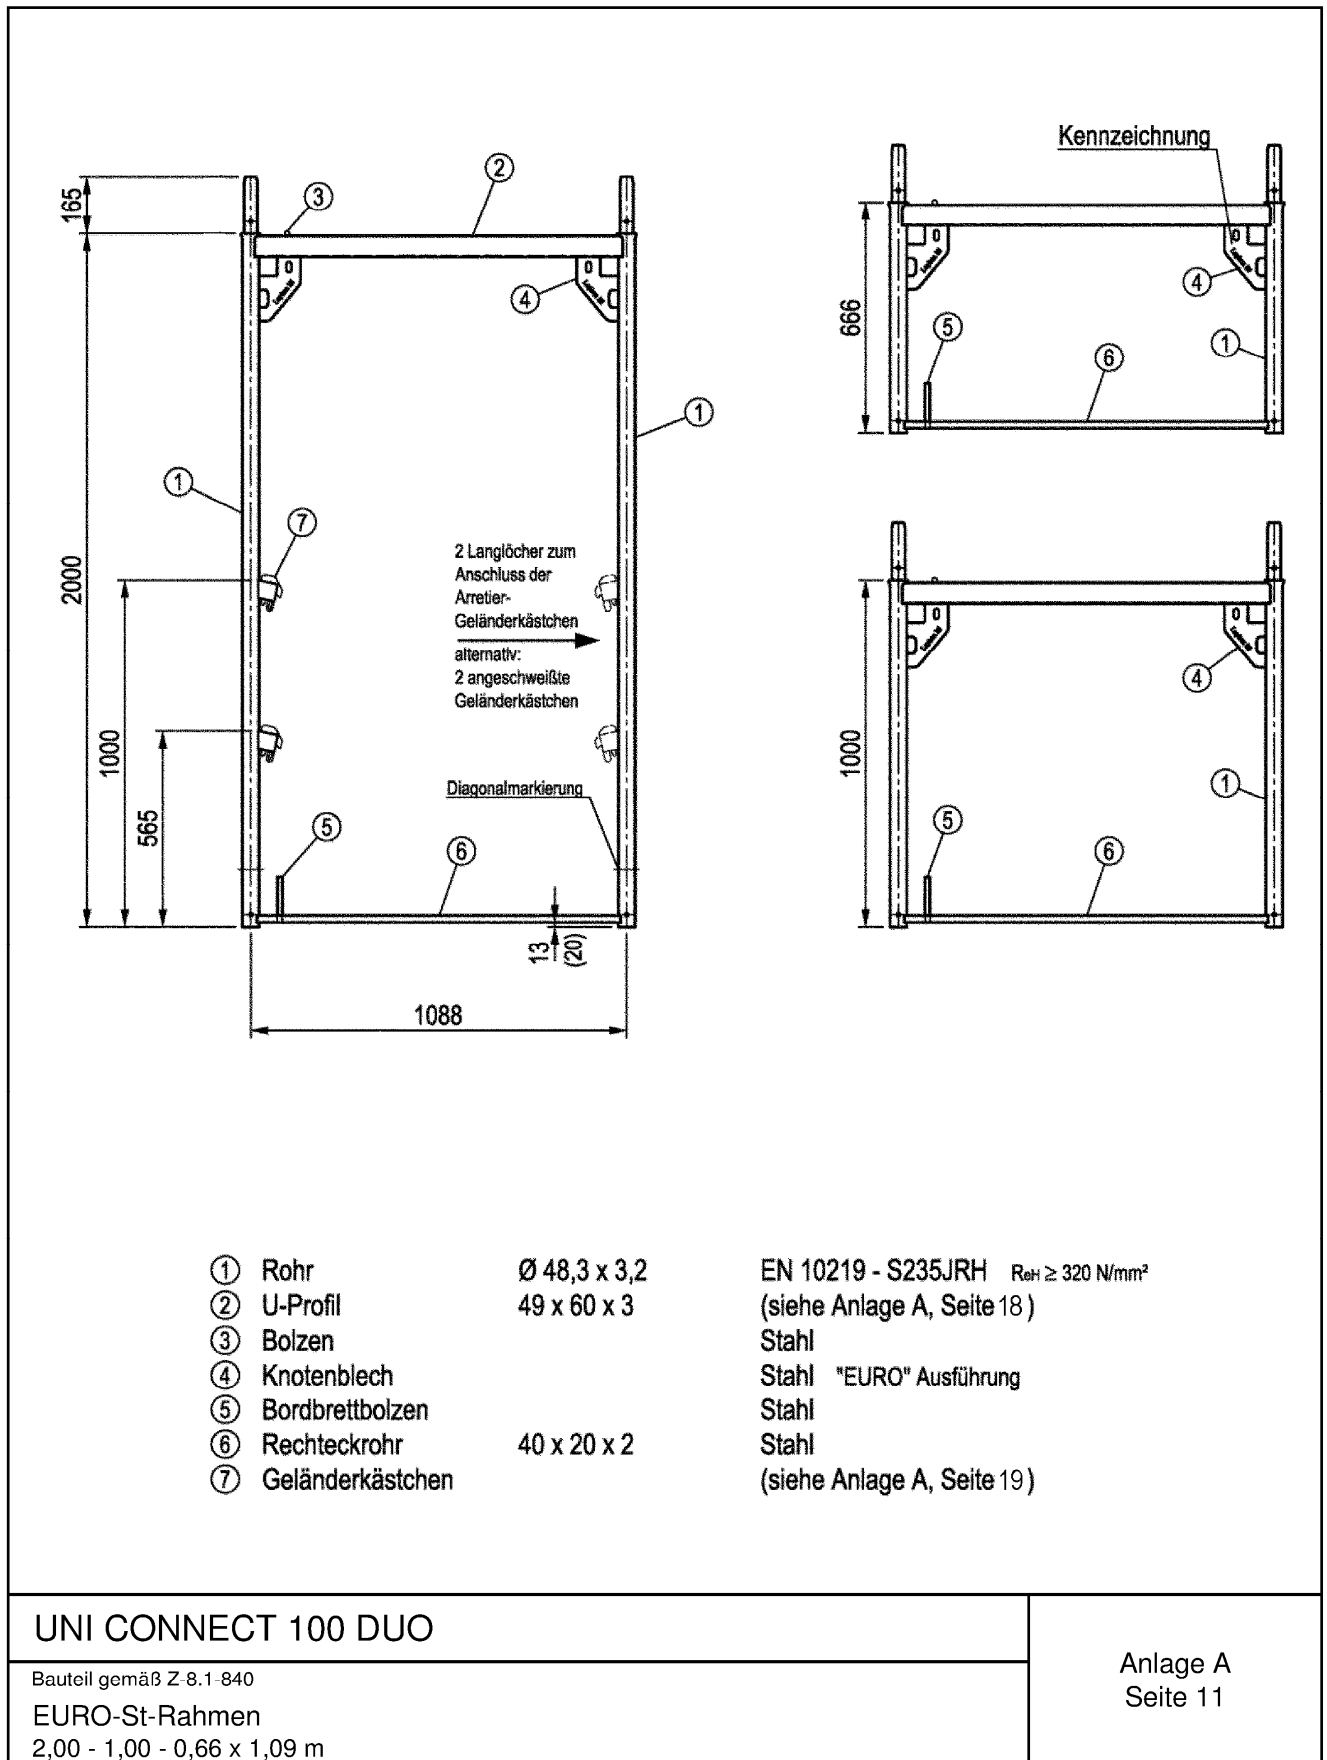 Kennzeichnung
165
3
2
4
1
1
7
2000
1000
565
2 Langlöcher zum
Anschluss der
Arretier-
Geländerkästchen
alternativ:
2 angeschweißte
Geländerkästchen
Diagonalmarkierung
5
6
13
(20)
1088
666
4
5
6
1
1000
4
1
5
6
1 Rohr Ø 48,3 x 3,2 EN 10219 - S235JRH ReH ≥ 320 N/mm²
2 U-Profil 49 x 60 x 3 (siehe Anlage A, Seite 18)
3 Bolzen Stahl
4 Knotenblech Stahl "EURO" Ausführung
5 Bordbrettbolzen Stahl
6 Rechteckrohr 40 x 20 x 2 Stahl
7 Geländerkästchen (siehe Anlage A, Seite 19)
UNI CONNECT 100 DUO
Bauteil gemäß Z-8.1-840
EURO-St-Rahmen
2,00 - 1,00 - 0,66 x 1,09 m
Anlage A
Seite 11